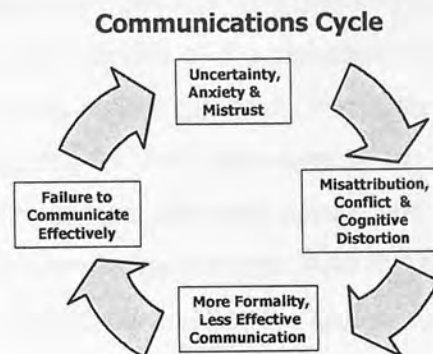 Communications Cycle
Uncertainty,
Anxiety &
Mistrust
Misattribution,
Conflict &
Cognitive
Distortion
More Formality,
Less Effective
Communication
Failure to
Communicate
Effectively